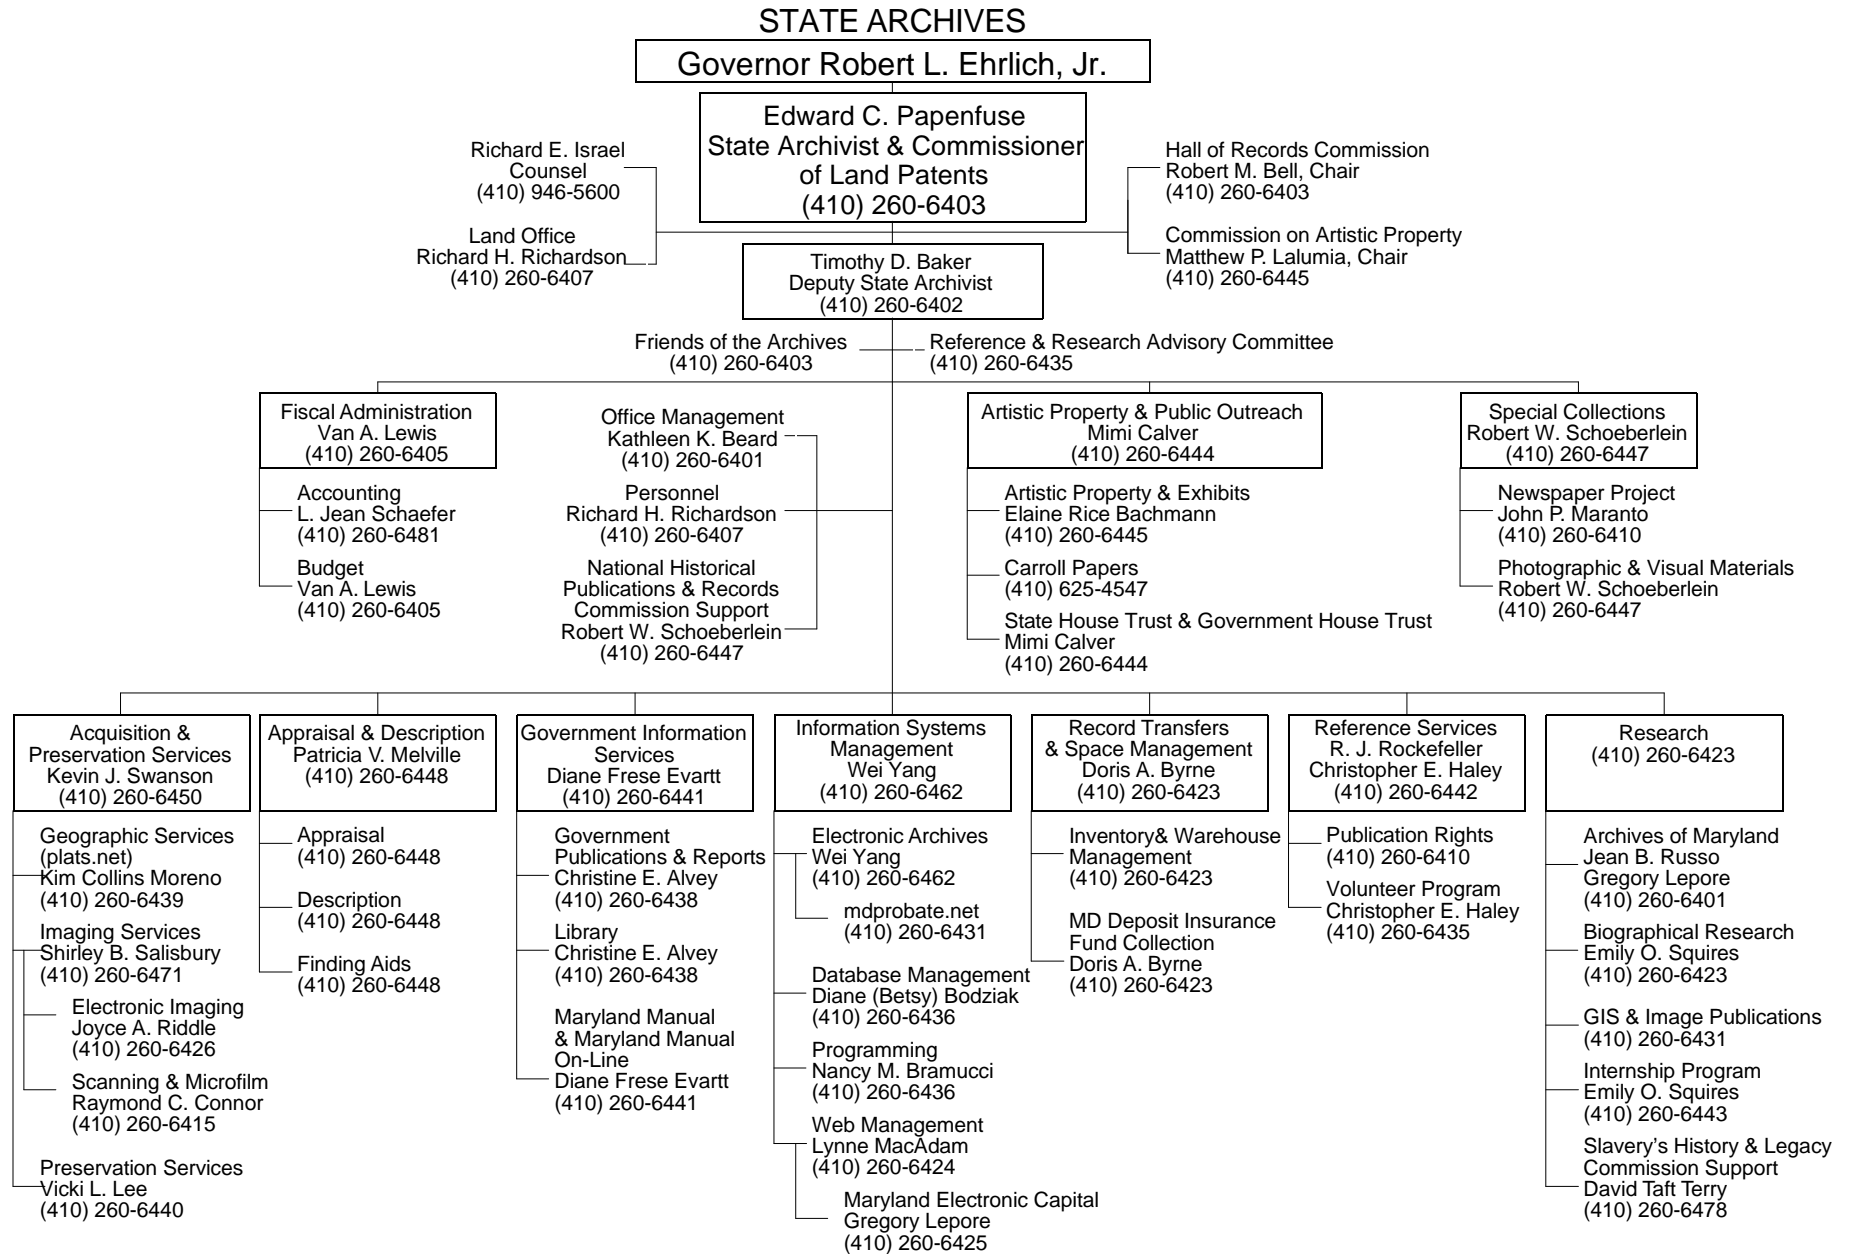 STATE ARCHIVES
Governor Robert L. Ehrlich, Jr.
Edward C. Papenfuse
State Archivist & Commissioner
of Land Patents
(410) 260-6403
Richard E. Israel
Counsel
(410) 946-5600
Land Office
Richard H. Richardson
(410) 260-6407
Hall of Records Commission
Robert M. Bell, Chair
(410) 260-6403
Commission on Artistic Property
Matthew P. Lalumia, Chair
(410) 260-6445
Timothy D. Baker
Deputy State Archivist
(410) 260-6402
Friends of the Archives
(410) 260-6403
Reference & Research Advisory Committee
(410) 260-6435
Fiscal Administration
Van A. Lewis
(410) 260-6405
Accounting
L. Jean Schaefer
(410) 260-6481
Budget
Van A. Lewis
(410) 260-6405
Office Management
Kathleen K. Beard
(410) 260-6401
Personnel
Richard H. Richardson
(410) 260-6407
National Historical
Publications & Records
Commission Support
Robert W. Schoeberlein
(410) 260-6447
Artistic Property & Public Outreach
Mimi Calver
(410) 260-6444
Artistic Property & Exhibits
Elaine Rice Bachmann
(410) 260-6445
Carroll Papers
(410) 625-4547
State House Trust & Government House Trust
Mimi Calver
(410) 260-6444
Special Collections
Robert W. Schoeberlein
(410) 260-6447
Newspaper Project
John P. Maranto
(410) 260-6410
Photographic & Visual Materials
Robert W. Schoeberlein
(410) 260-6447
Acquisition &
Preservation Services
Kevin J. Swanson
(410) 260-6450
Geographic Services
(plats.net)
Kim Collins Moreno
(410) 260-6439
Imaging Services
Shirley B. Salisbury
(410) 260-6471
Electronic Imaging
Joyce A. Riddle
(410) 260-6426
Scanning & Microfilm
Raymond C. Connor
(410) 260-6415
Preservation Services
Vicki L. Lee
(410) 260-6440
Appraisal & Description
Patricia V. Melville
(410) 260-6448
Appraisal
(410) 260-6448
Description
(410) 260-6448
Finding Aids
(410) 260-6448
Government Information
Services
Diane Frese Evartt
(410) 260-6441
Government
Publications & Reports
Christine E. Alvey
(410) 260-6438
Library
Christine E. Alvey
(410) 260-6438
Maryland Manual
& Maryland Manual
On-Line
Diane Frese Evartt
(410) 260-6441
Information Systems
Management
Wei Yang
(410) 260-6462
Electronic Archives
Wei Yang
(410) 260-6462
mdprobate.net
(410) 260-6431
Database Management
Diane (Betsy) Bodziak
(410) 260-6436
Programming
Nancy M. Bramucci
(410) 260-6436
Web Management
Lynne MacAdam
(410) 260-6424
Maryland Electronic Capital
Gregory Lepore
(410) 260-6425
Record Transfers
& Space Management
Doris A. Byrne
(410) 260-6423
Inventory& Warehouse
Management
(410) 260-6423
MD Deposit Insurance
Fund Collection
Doris A. Byrne
(410) 260-6423
Reference Services
R. J. Rockefeller
Christopher E. Haley
(410) 260-6442
Publication Rights
(410) 260-6410
Volunteer Program
Christopher E. Haley
(410) 260-6435
Research
(410) 260-6423
Archives of Maryland
Jean B. Russo
Gregory Lepore
(410) 260-6401
Biographical Research
Emily O. Squires
(410) 260-6423
GIS & Image Publications
(410) 260-6431
Internship Program
Emily O. Squires
(410) 260-6443
Slavery's History & Legacy
Commission Support
David Taft Terry
(410) 260-6478